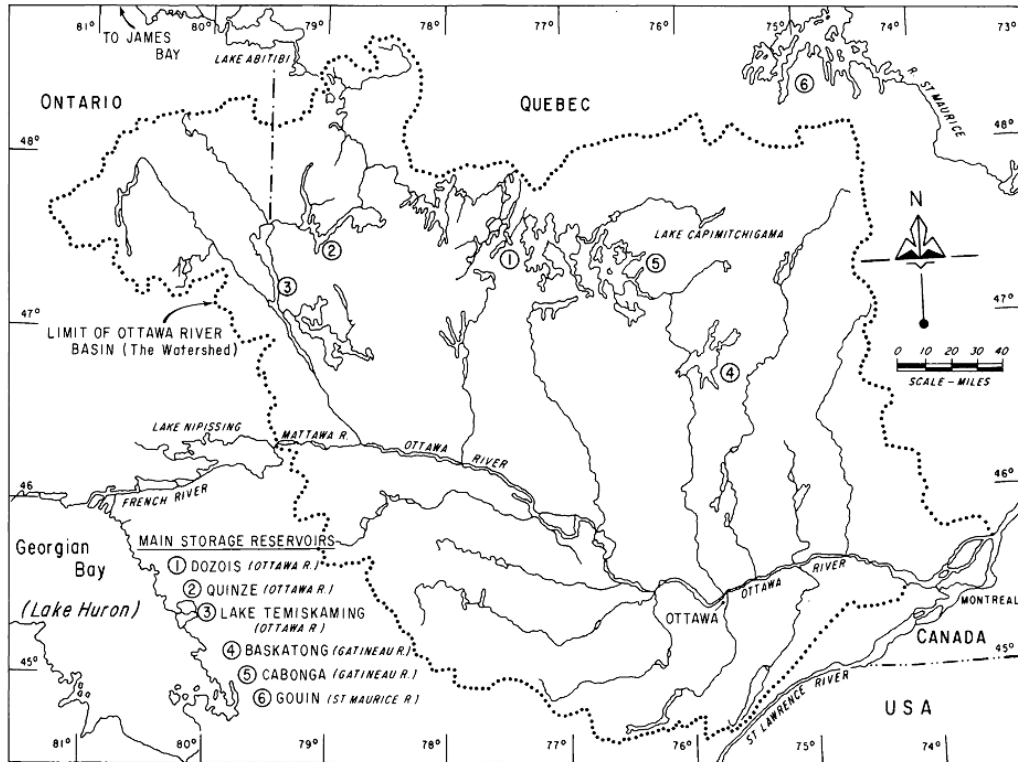 81° 80° 79° 78° 77° 76° 75° 74° 73°
TO JAMES
BAY
LAKE ABITIBI
ONTARIO
QUEBEC
6
R. ST MAURICE
48°
48°
N
LAKE CAPIMITCHIGAMA
1
2
5
3
47°
47°
LIMIT OF OTTAWA RIVER
BASIN (The Watershed)
4
0 10 20 30 40
SCALE - MILES
LAKE NIPISSING
MATTAWA R.
OTTAWA
RIVER
46
46°
FRENCH RIVER
Georgian
Bay
(Lake Huron)
MAIN STORAGE RESERVOIRS
1 DOZOIS (OTTAWA R.)
2 QUINZE (OTTAWA R.)
3 LAKE TEMISKAMING
(OTTAWA R)
4 BASKATONG (GATINEAU R.)
5 CABONGA (GATINEAU R.)
6 GOUIN (ST MAURICE R)
OTTAWA
OTTAWA
RIVER
MONTREAL
CANADA
45°
45°
ST LAWRENCE RIVER
USA
81° 80° 79° 78° 77° 76° 75° 74°